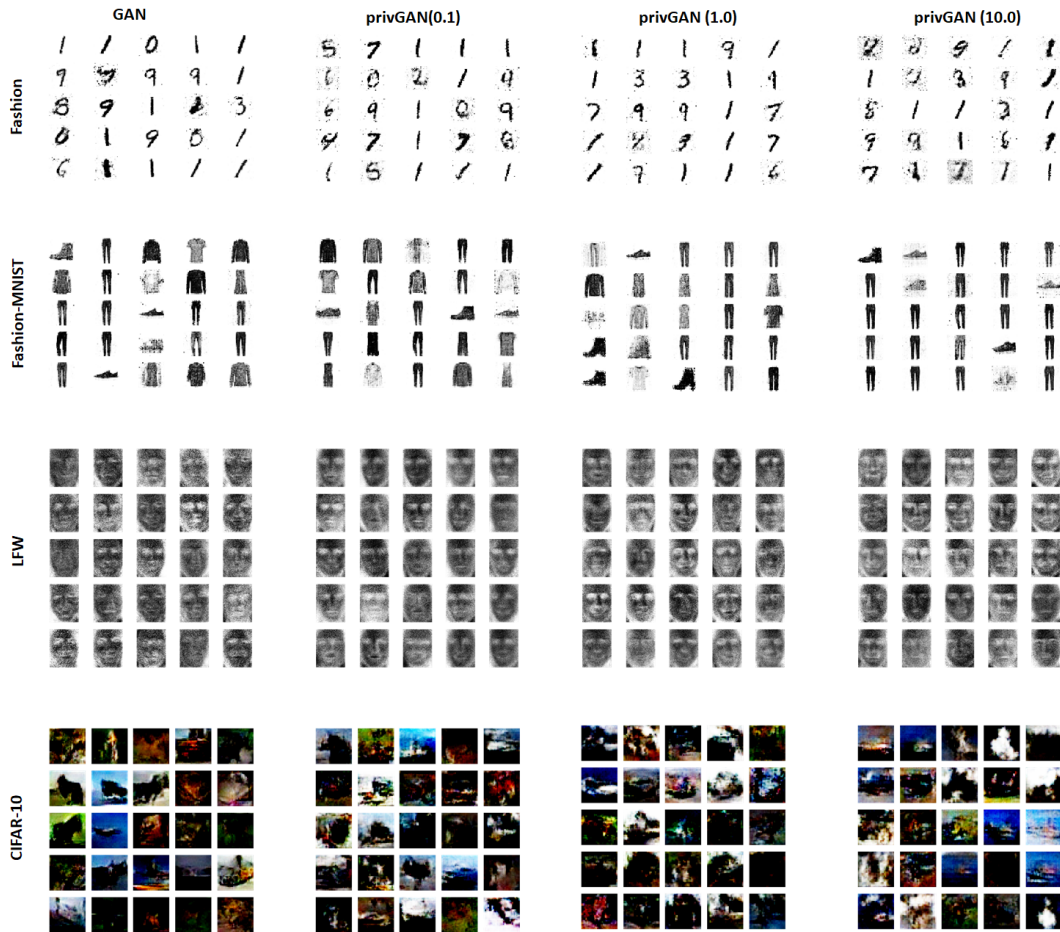 GAN
privGAN(0.1)
privGAN (1.0)
privGAN (10.0)
Fashion
Fashion-MNIST
LFW
CIFAR-10